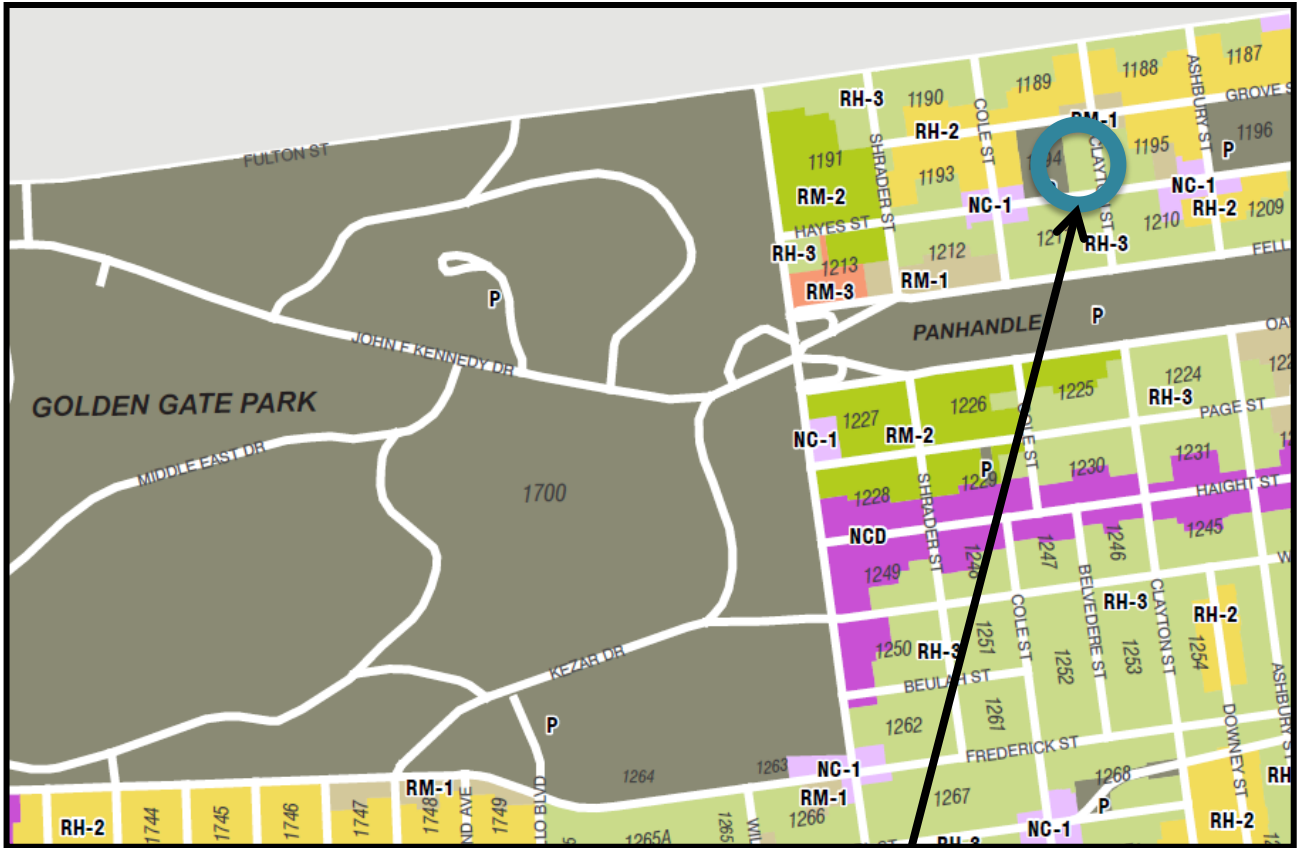 1187
1188
1189
ASHBURY ST
RH-3
1190
GROVE S
COLE ST
RM-1
1196
RH-2
FULTON ST
SHRADER ST
CLAYTON ST
1195
P
1191
1193
NC-1
RM-2
NC-1
RH-2
1209
HAYES ST
1210
RH-3
1212
RH-3
FELL
1213
RM-1
RM-3
P
PANHANDLE
P
JOHN F KENNEDY DR
1224
RH-3
1225
GOLDEN GATE PARK
1226
COLE ST
PAGE ST
1227
NC-1
RM-2
MIDDLE EAST DR
1231
P
1230
1229
1228
HAIGHT ST
1700
SHRADER ST
NCD
1245
1246
1247
1249
BELVEDERE ST
CLAYTON ST
COLE ST
RH-3
RH-2
1250
RH-3
1251
1252
1253
1254
KEZAR DR
BEULAH ST
ASHBURY ST
1261
DOWNEY ST
P
1262
FREDERICK ST
1263
NC-1
1264
1268
RM-1
RM-1
1267
P
1266
NC-1
RH-2
RH-2
1744
1745
1746
1747
1748
1749
1265A
RH-3